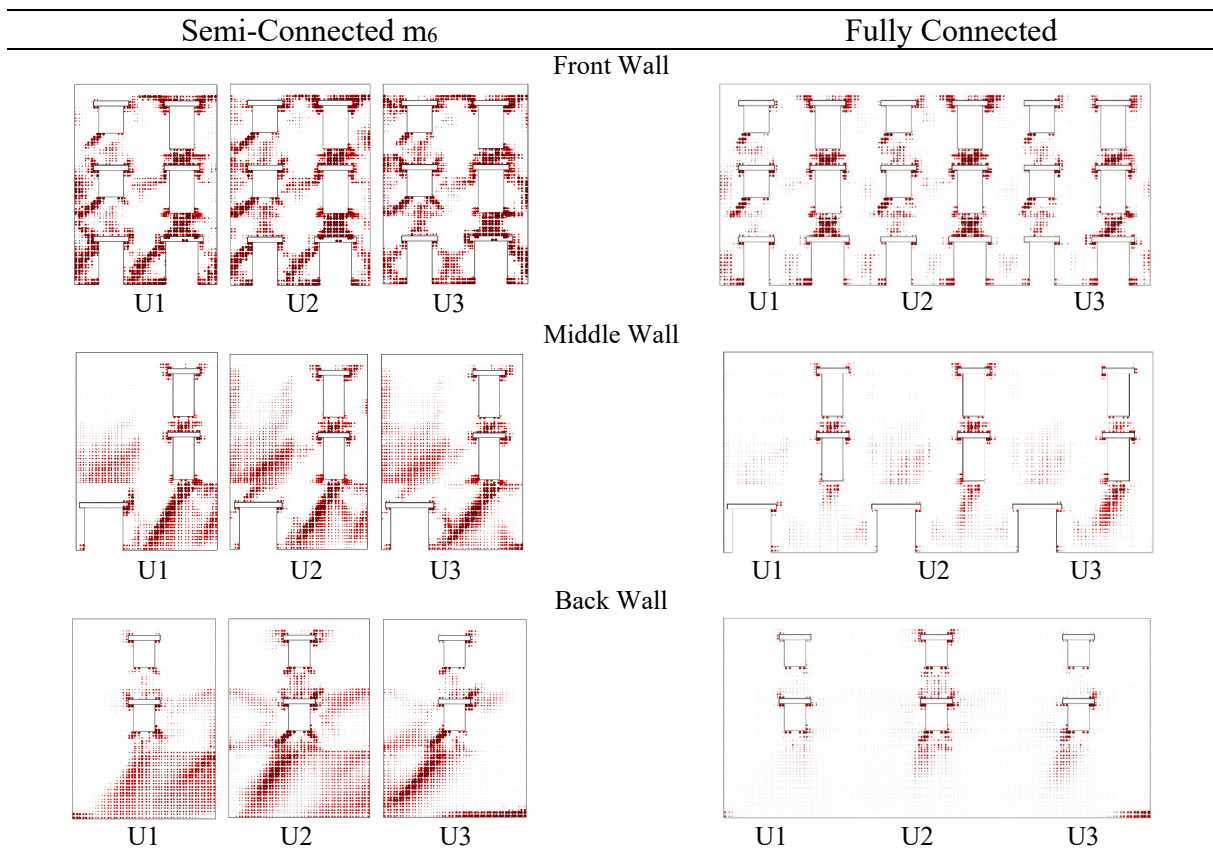 Semi-Connected m₆ Fully Connected
Front Wall
U1 U2 U3 U1 U2 U3
Middle Wall
U1 U2 U3 U1 U2 U3
Back Wall
U1 U2 U3 U1 U2 U3